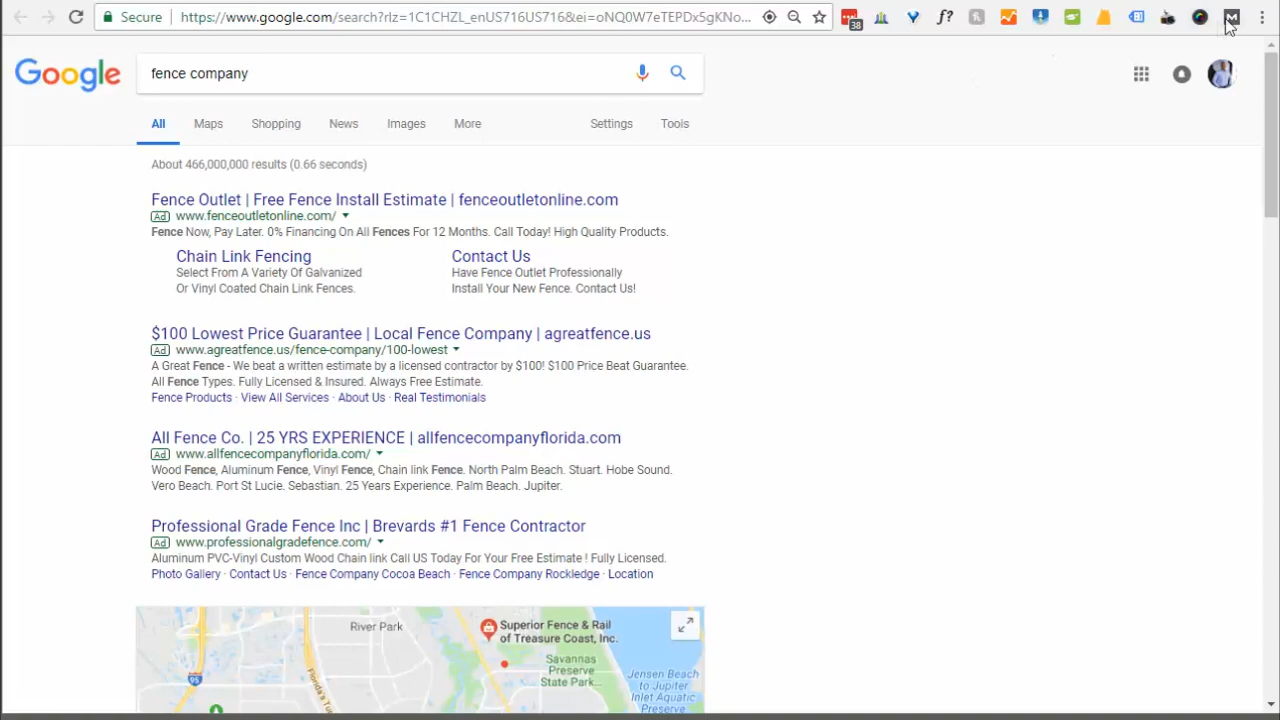 Secure https://www.google.com/search?rlz=1C1CHZL_enUS716US716&ei=oNQ0W7eTEPDx5gKNo...
38
f?
M
Google
fence company
All Maps Shopping News Images More Settings Tools
About 466,000,000 results (0.66 seconds)
Fence Outlet | Free Fence Install Estimate | fenceoutletonline.com
Ad www.fenceoutletonline.com/
Fence Now, Pay Later. 0% Financing On All Fences For 12 Months. Call Today! High Quality Products.
Chain Link Fencing
Select From A Variety Of Galvanized
Or Vinyl Coated Chain Link Fences.
Contact Us
Have Fence Outlet Professionally
Install Your New Fence. Contact Us!
$100 Lowest Price Guarantee | Local Fence Company | agreatfence.us
Ad www.agreatfence.us/fence-company/100-lowest
A Great Fence - We beat a written estimate by a licensed contractor by $100! $100 Price Beat Guarantee.
All Fence Types. Fully Licensed & Insured. Always Free Estimate.
Fence Products · View All Services · About Us · Real Testimonials
All Fence Co. | 25 YRS EXPERIENCE | allfencecompanyflorida.com
Ad www.allfencecompanyflorida.com/
Wood Fence, Aluminum Fence, Vinyl Fence, Chain link Fence. North Palm Beach. Stuart. Hobe Sound.
Vero Beach. Port St Lucie. Sebastian. 25 Years Experience. Palm Beach. Jupiter.
Professional Grade Fence Inc | Brevards #1 Fence Contractor
Ad www.professionalgradefence.com/
Aluminum PVC-Vinyl Custom Wood Chain link Call US Today For Your Free Estimate ! Fully Licensed.
Photo Gallery · Contact Us · Fence Company Cocoa Beach · Fence Company Rockledge · Location
River Park
Superior Fence & Rail
of Treasure Coast, Inc.
Savannas
Preserve
State Park...
Jensen Beach
to Jupiter
Inlet Aquatic
Preserve
95
Florida's Tur